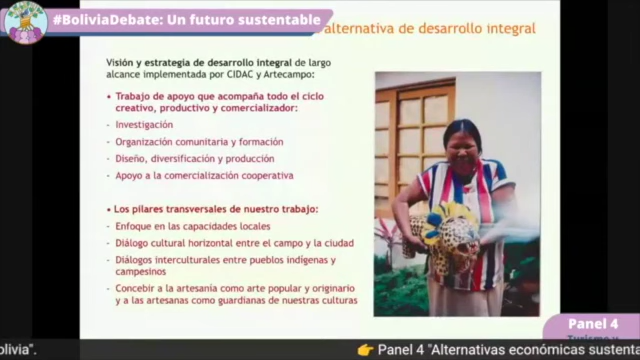 #BoliviaDebate: Un futuro sustentable
alternativa de desarrollo integral
Visión y estrategia de desarrollo integral de largo
alcance implementada por CIDAC y Artecampo:
• Trabajo de apoyo que acompaña todo el ciclo
creativo, productivo y comercializador:
- Investigación
- Organización comunitaria y formación
- Diseño, diversificación y producción
- Apoyo a la comercialización cooperativa
• Los pilares transversales de nuestro trabajo:
- Enfoque en las capacidades locales
- Diálogo cultural horizontal entre el campo y la ciudad
- Diálogos interculturales entre pueblos indígenas y
campesinos
- Concebir a la artesanía como arte popular y originario
y a las artesanas como guardianas de nuestras culturas
Panel 4
Turismo y
olivia".
👉 Panel 4 "Alternativas económicas sustenta